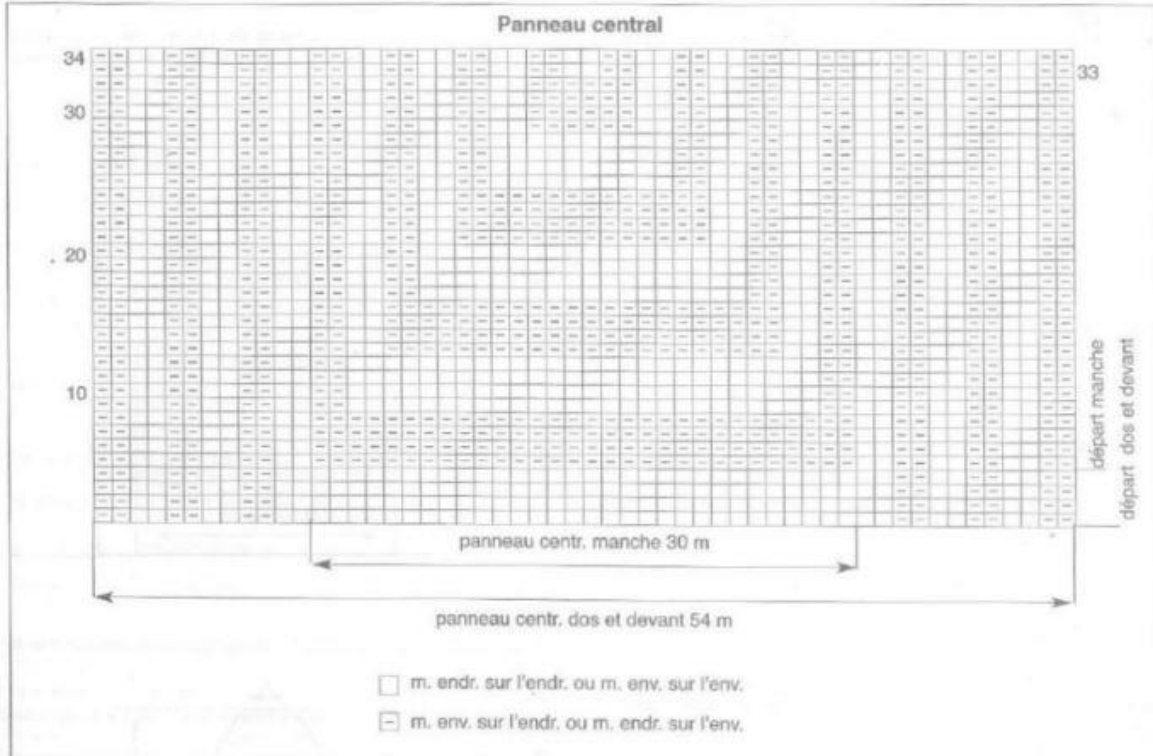 Panneau central
34
33
30
20
10
départ manche
départ dos et devant
panneau centr. manche 30 m
panneau centr. dos et devant 54 m
m. endr. sur l'endr. ou m. env. sur l'env.
m. env. sur l'endr. ou m. endr. sur l'env.